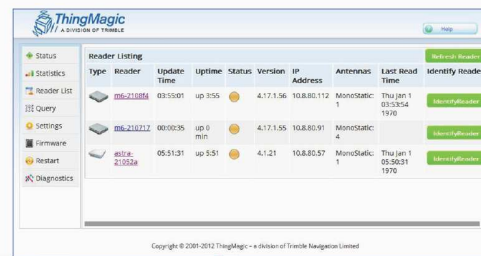 ThingMagic
A DIVISION OF TRIMBLE
Help
Status
Statistics
Reader List
Query
Settings
Firmware
Restart
Diagnostics
Reader Listing
Refresh Reader
Type Reader Update Time Uptime Status Version IP Address Antennas Last Read Time Identify Reade
m6-2108f4 03:55:01 up 3:55 4.17.1.56 10.8.80.112 MonoStatic: 1 Thu Jan 1 03:53:54 1970 IdentifyReader
m6-210717 00:00:35 up 0 min 4.17.1.55 10.8.80.91 MonoStatic: 4 IdentifyReader
astra-21052a 05:51:31 up 5:51 4.1.21 10.8.80.57 MonoStatic: 1 Thu Jan 1 05:50:31 1970 IdentifyReader
Copyright © 2001-2012 ThingMagic – a division of Trimble Navigation Limited